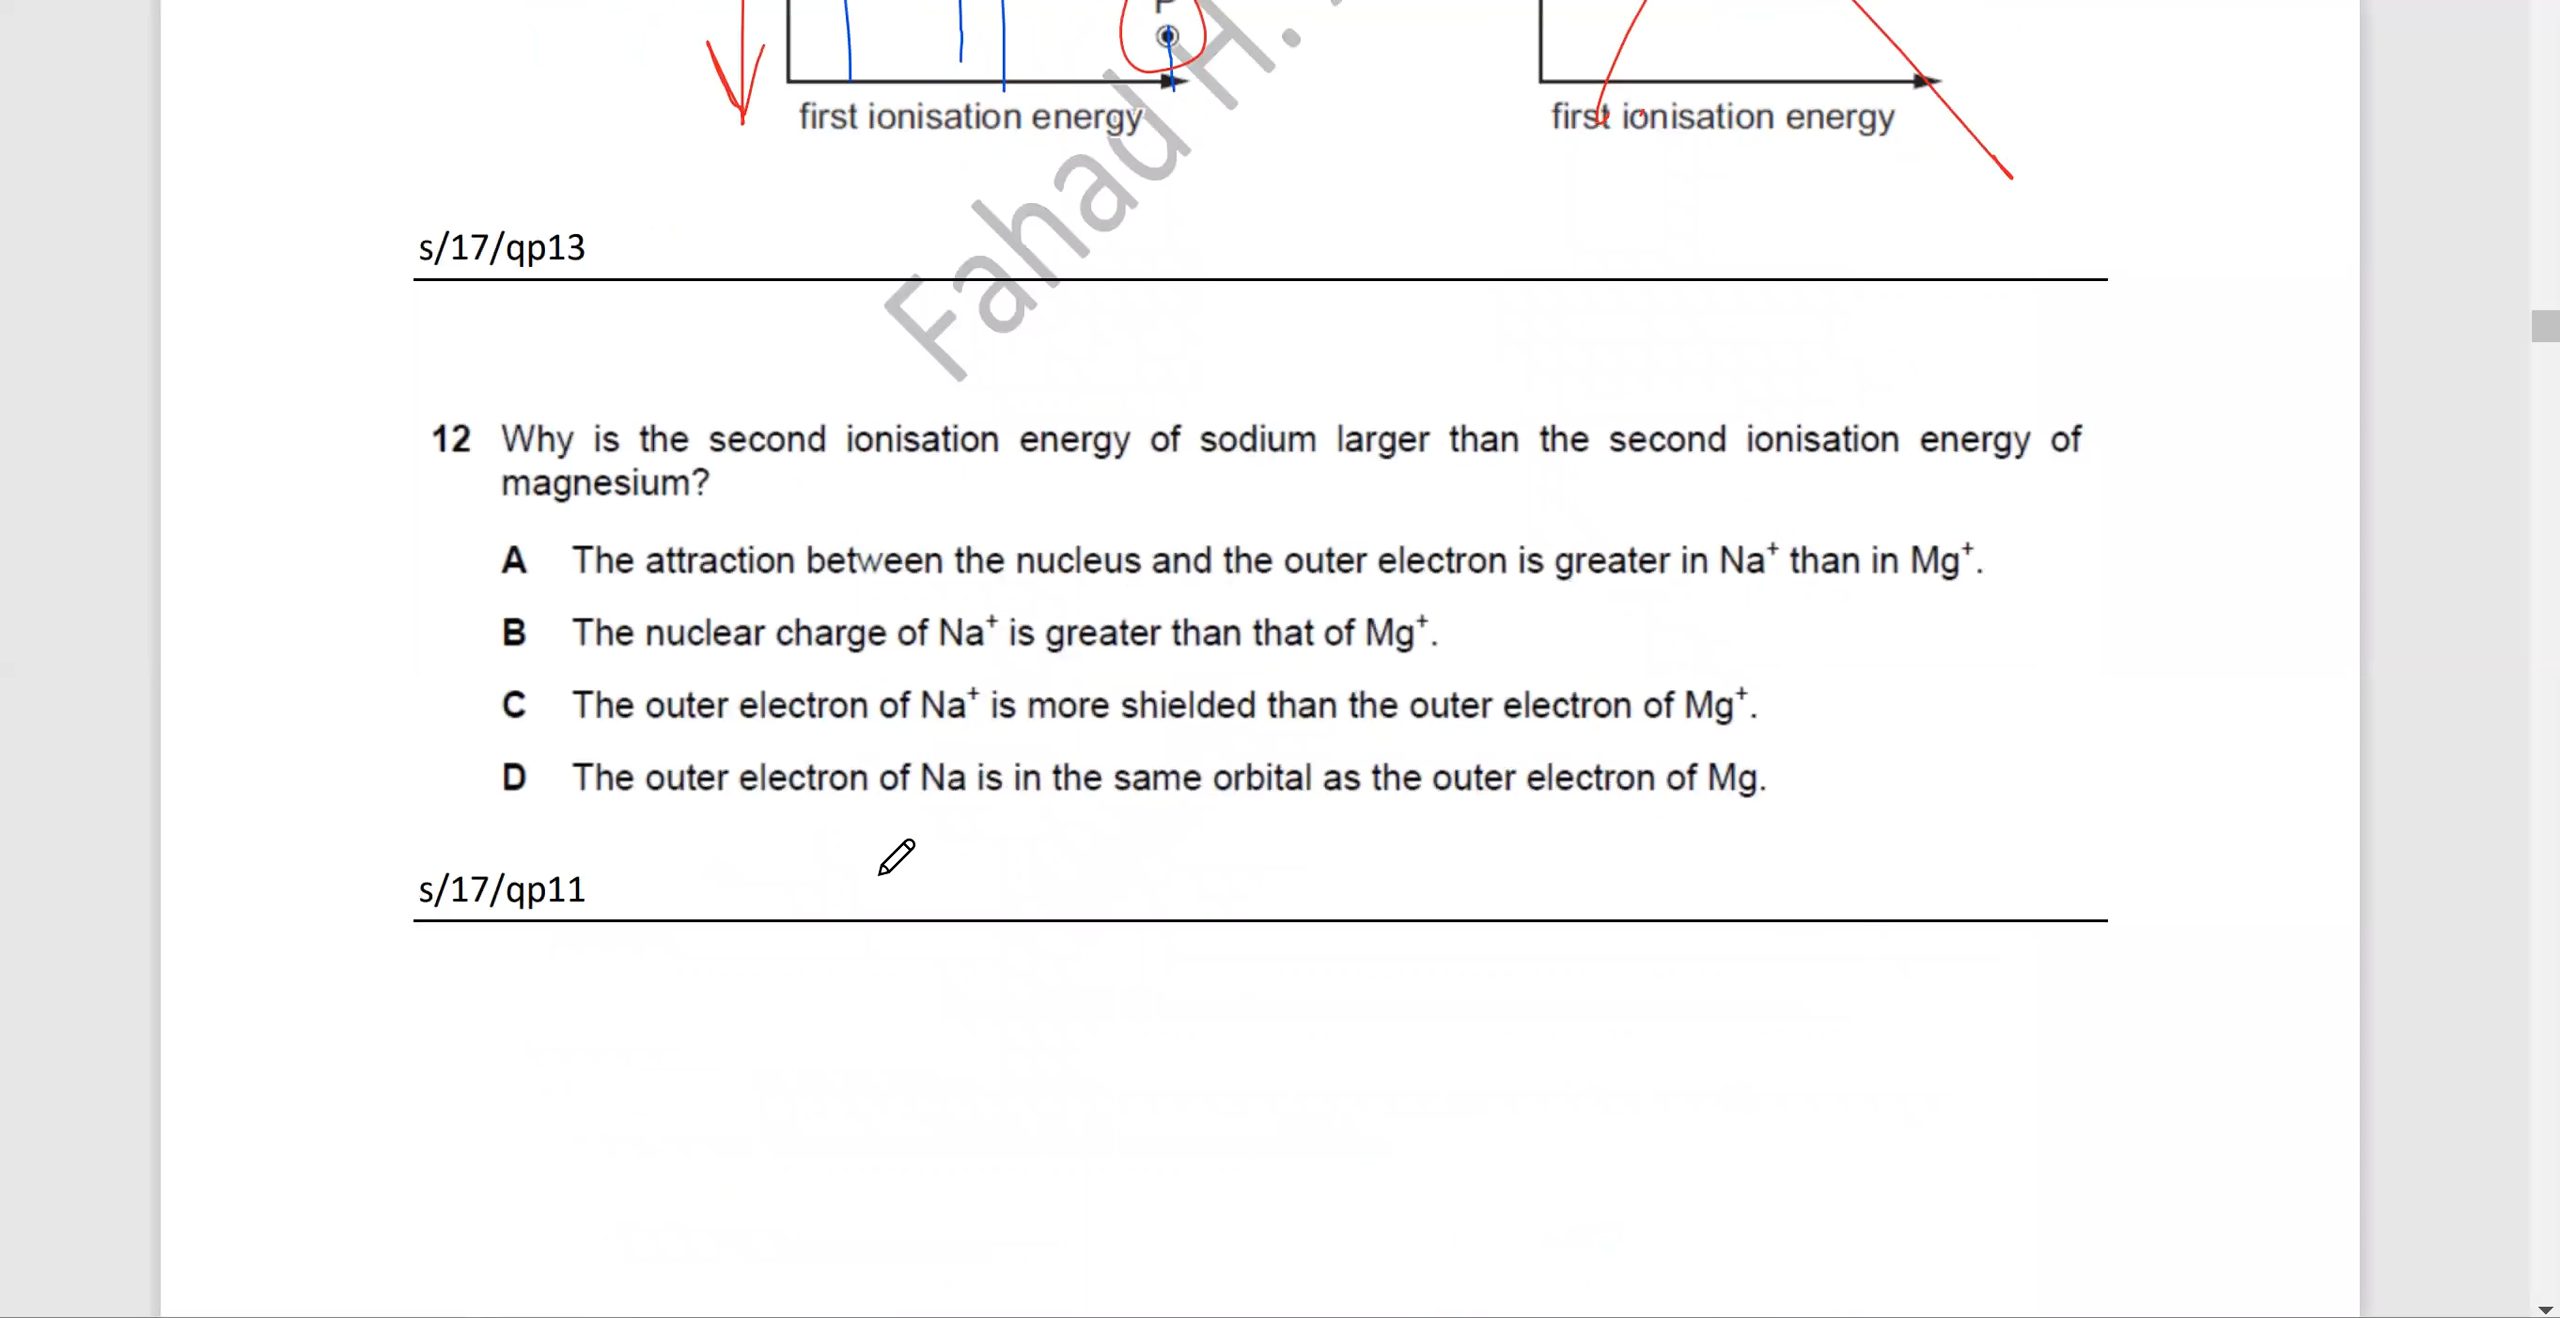 P
first ionisation energy
first ionisation energy
Fahad H.
s/17/qp13
12 Why is the second ionisation energy of sodium larger than the second ionisation energy of
magnesium?
A The attraction between the nucleus and the outer electron is greater in Na⁺ than in Mg⁺.
B The nuclear charge of Na⁺ is greater than that of Mg⁺.
C The outer electron of Na⁺ is more shielded than the outer electron of Mg⁺.
D The outer electron of Na is in the same orbital as the outer electron of Mg.
s/17/qp11